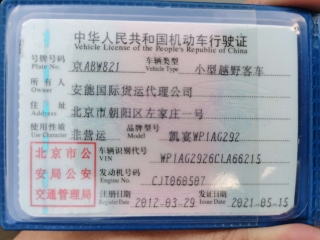 中华人民共和国机动车行驶证
Vehicle License of the People's Republic of China
号牌号码 京ABW821 车辆类型 小型越野客车
Plate No. Vehicle Type
所有人 安能国际货运代理公司
Owner
住址 北京市朝阳区左家庄一号
Address
使用性质 非营运 品牌型号 凯宴WP1AG292
Use Character Model
北京市公安局公安交通管理局
车辆识别代号 WP1AG2926CLA66215
VIN
发动机号码 CJT060507
Engine No.
注册日期 2012-03-29 发证日期 2021-05-15
Register Date Issue Date